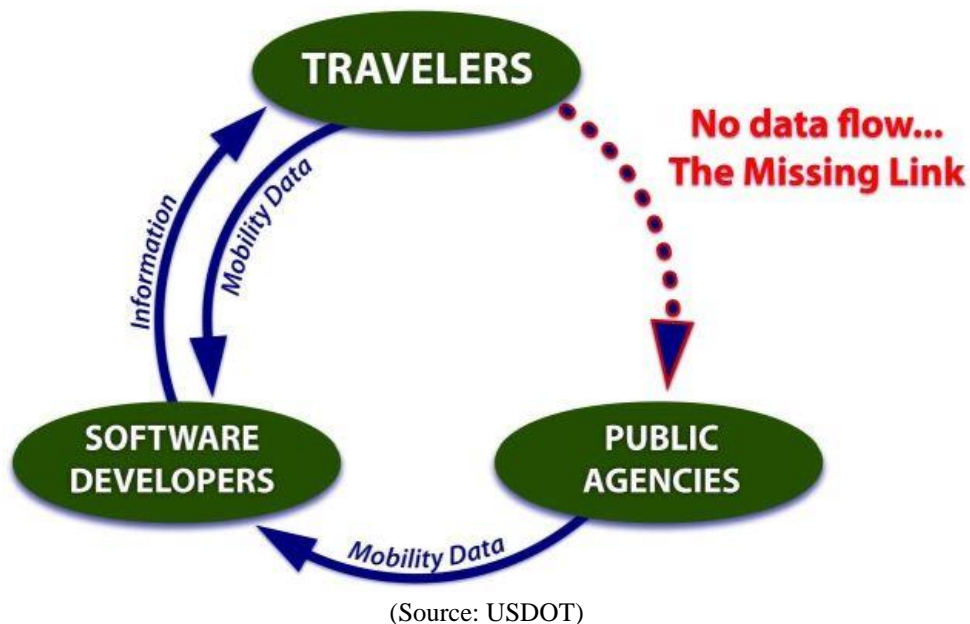 TRAVELERS
No data flow...
The Missing Link
Information
Mobility Data
SOFTWARE
DEVELOPERS
PUBLIC
AGENCIES
Mobility Data
(Source: USDOT)